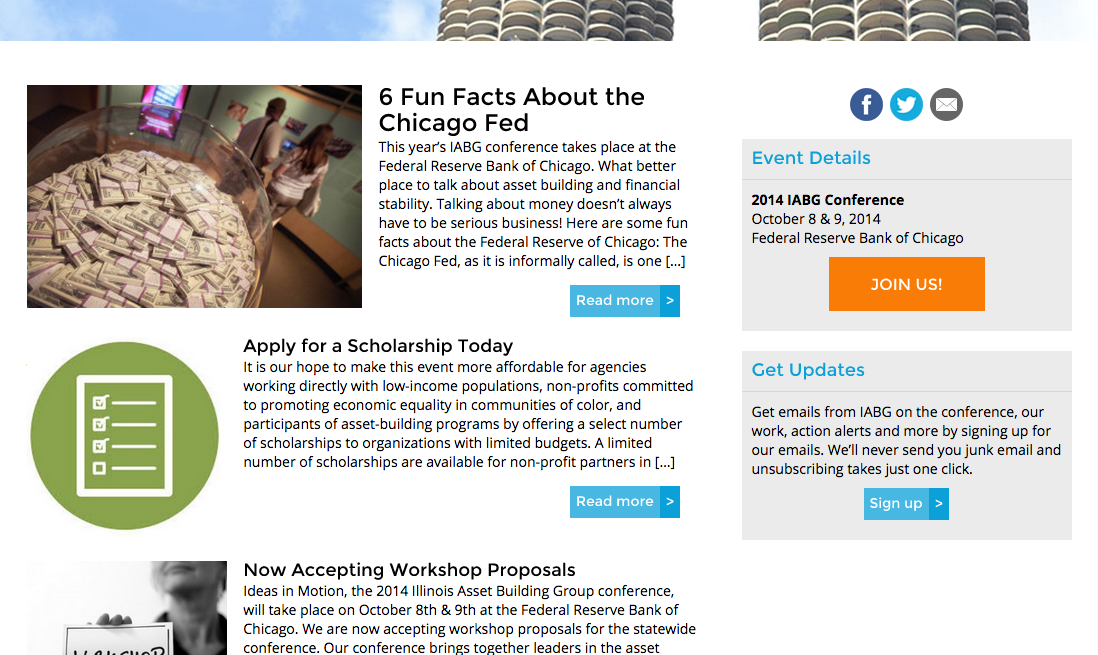 6 Fun Facts About the
Chicago Fed
This year’s IABG conference takes place at the
Federal Reserve Bank of Chicago. What better
place to talk about asset building and financial
stability. Talking about money doesn’t always
have to be serious business! Here are some fun
facts about the Federal Reserve of Chicago: The
Chicago Fed, as it is informally called, is one [...]
Read more >
Apply for a Scholarship Today
It is our hope to make this event more affordable for agencies
working directly with low-income populations, non-profits committed
to promoting economic equality in communities of color, and
participants of asset-building programs by offering a select number
of scholarships to organizations with limited budgets. A limited
number of scholarships are available for non-profit partners in [...]
Read more >
Now Accepting Workshop Proposals
Ideas in Motion, the 2014 Illinois Asset Building Group conference,
will take place on October 8th & 9th at the Federal Reserve Bank of
Chicago. We are now accepting workshop proposals for the statewide
conference. Our conference brings together leaders in the asset
Event Details
2014 IABG Conference
October 8 & 9, 2014
Federal Reserve Bank of Chicago
JOIN US!
Get Updates
Get emails from IABG on the conference, our
work, action alerts and more by signing up for
our emails. We’ll never send you junk email and
unsubscribing takes just one click.
Sign up >